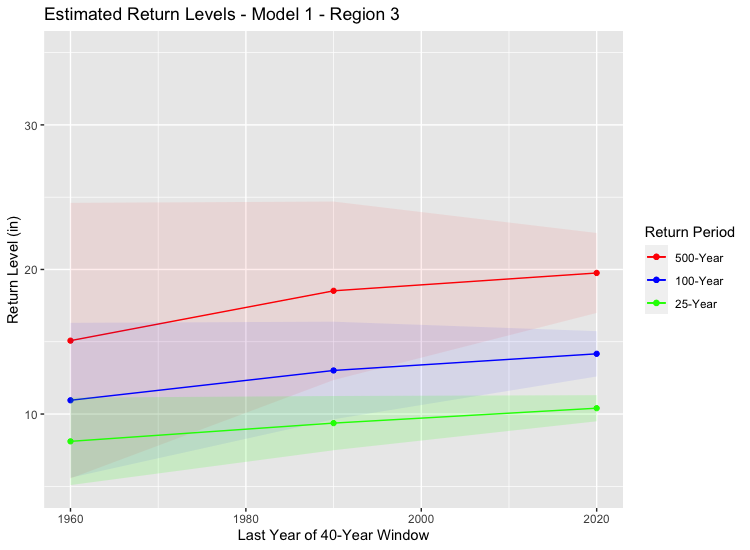 Estimated Return Levels - Model 1 - Region 3
30
20
10
Return Level (in)
1960
1980
2000
2020
Last Year of 40-Year Window
Return Period
500-Year
100-Year
25-Year